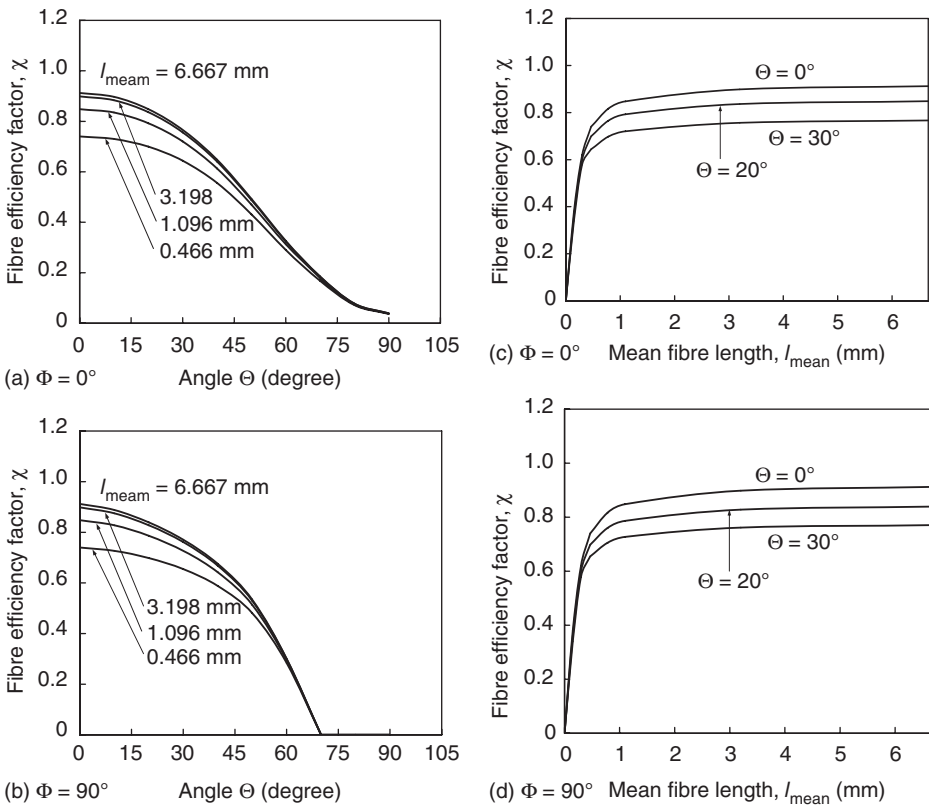 1.2
1.0
0.8
0.6
0.4
0.2
0
Fibre efficiency factor, χ
l_meam = 6.667 mm
3.198
1.096 mm
0.466 mm
0 15 30 45 60 75 90 105
(a) Φ = 0° Angle Θ (degree)
1.2
1.0
0.8
0.6
0.4
0.2
0
Fibre efficiency factor, χ
Θ = 0°
Θ = 30°
Θ = 20°
0 1 2 3 4 5 6
(c) Φ = 0° Mean fibre length, l_mean (mm)
1.2
1.0
0.8
0.6
0.4
0.2
0
Fibre efficiency factor, χ
l_meam = 6.667 mm
3.198 mm
1.096 mm
0.466 mm
0 15 30 45 60 75 90 105
(b) Φ = 90° Angle Θ (degree)
1.2
1.0
0.8
0.6
0.4
0.2
0
Fibre efficiency factor, χ
Θ = 0°
Θ = 30°
Θ = 20°
0 1 2 3 4 5 6
(d) Φ = 90° Mean fibre length, l_mean (mm)